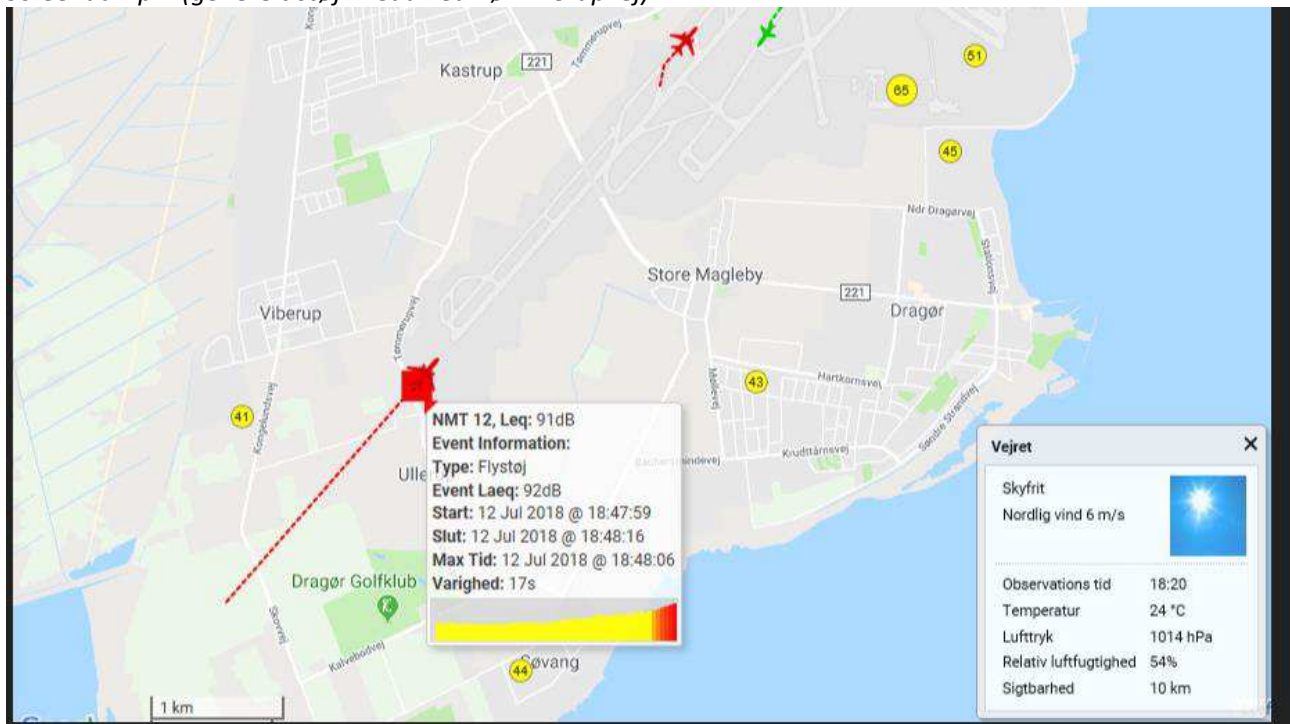 Kastrup
221
Tømmerupvej
51
65
45
Ndr Dragørvej
Stationsvej
Store Magleby
221
Dragør
Viberup
Tømmerupvej
Kongelundsvej
41
43
Hartkornsvej
Møllevej
Søndre Strandvej
Krudttårnsvej
Ulle
NMT 12, Leq: 91dB
Event Information:
Type: Flystøj
Event Laeq: 92dB
Start: 12 Jul 2018 @ 18:47:59
Slut: 12 Jul 2018 @ 18:48:16
Max Tid: 12 Jul 2018 @ 18:48:06
Varighed: 17s
Dragør Golfklub
Skovvej
Kalvebodvej
44
Søvang
1 km
Vejret
Skyfrit
Nordlig vind 6 m/s
Observations tid 18:20
Temperatur 24 °C
Lufttryk 1014 hPa
Relativ luftfugtighed 54%
Sigtbarhed 10 km